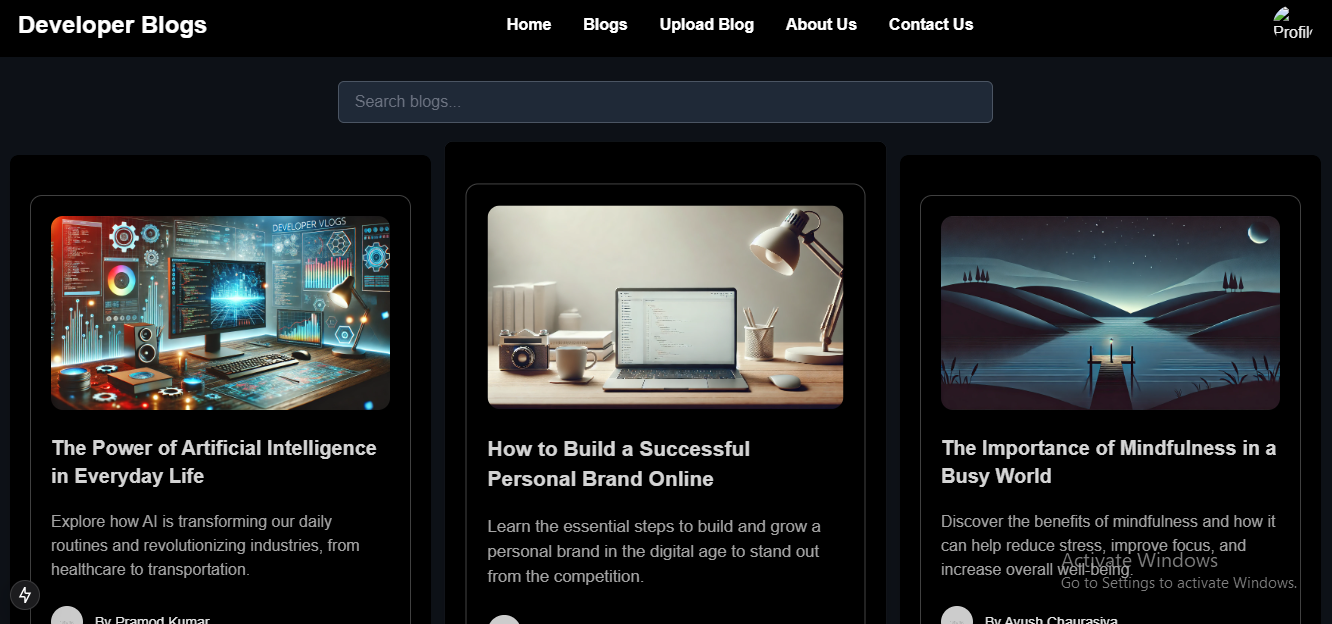 Developer Blogs
Home Blogs Upload Blog About Us Contact Us
Search blogs...
DEVELOPER VLOGS
The Power of Artificial Intelligence
in Everyday Life
Explore how AI is transforming our daily
routines and revolutionizing industries, from
healthcare to transportation.
By Pramod Kumar
How to Build a Successful
Personal Brand Online
Learn the essential steps to build and grow a
personal brand in the digital age to stand out
from the competition.
The Importance of Mindfulness in a
Busy World
Discover the benefits of mindfulness and how it
can help reduce stress, improve focus, and
increase overall well-being.
By Ayush Chaurasiya
Activate Windows
Go to Settings to activate Windows.